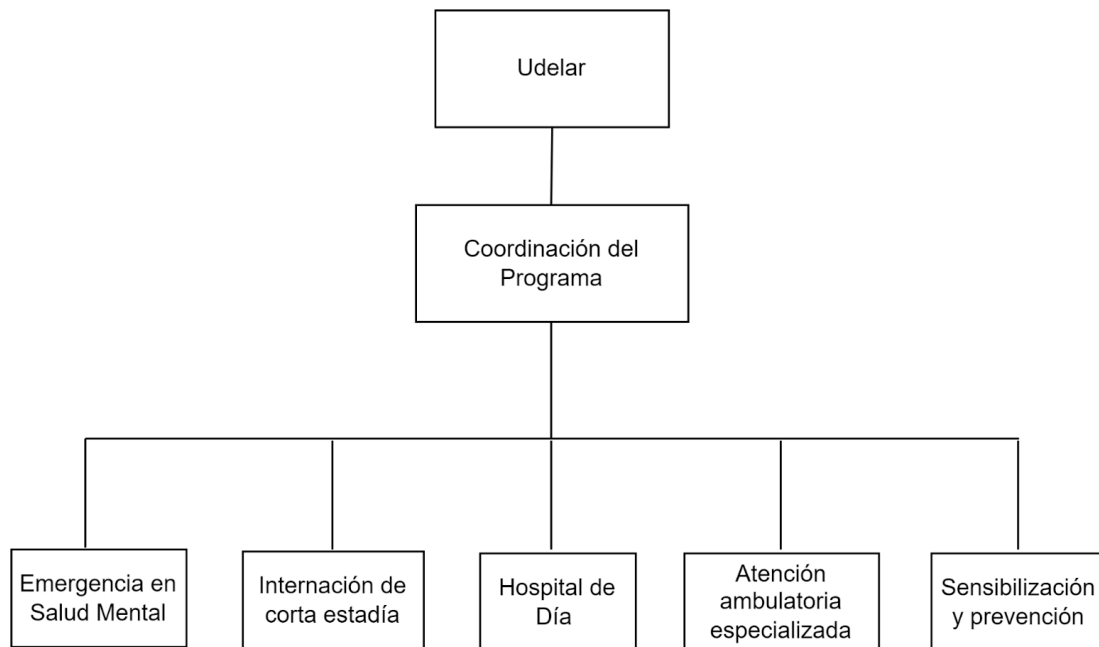 Udelar
Coordinación del
Programa
Emergencia en
Salud Mental
Internación de
corta estadía
Hospital de
Día
Atención
ambulatoria
especializada
Sensibilización
y prevención